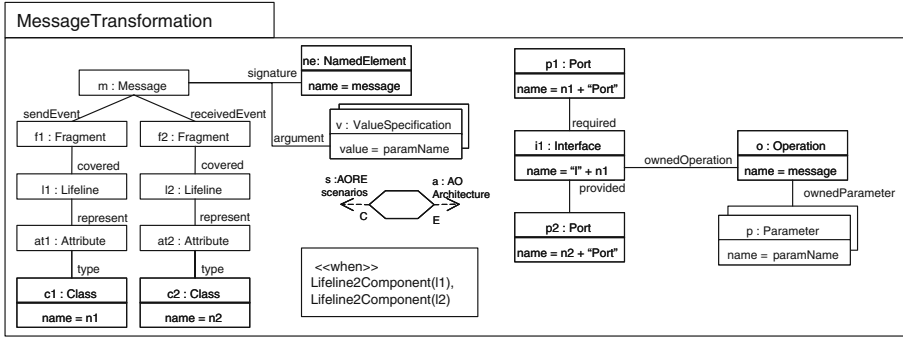 MessageTransformation
m : Message
signature
ne: NamedElement
name = message
sendEvent
receivedEvent
argument
v : ValueSpecification
value = paramName
f1 : Fragment
f2 : Fragment
covered
covered
l1 : Lifeline
l2 : Lifeline
represent
represent
at1 : Attribute
at2 : Attribute
type
type
c1 : Class
name = n1
c2 : Class
name = n2
s :AORE
scenarios
a : AO
Architecture
C
E
<<when>>
Lifeline2Component(l1),
Lifeline2Component(l2)
p1 : Port
name = n1 + “Port”
required
i1 : Interface
name = “I” + n1
provided
p2 : Port
name = n2 + “Port”
ownedOperation
o : Operation
name = message
ownedParameter
p : Parameter
name = paramName